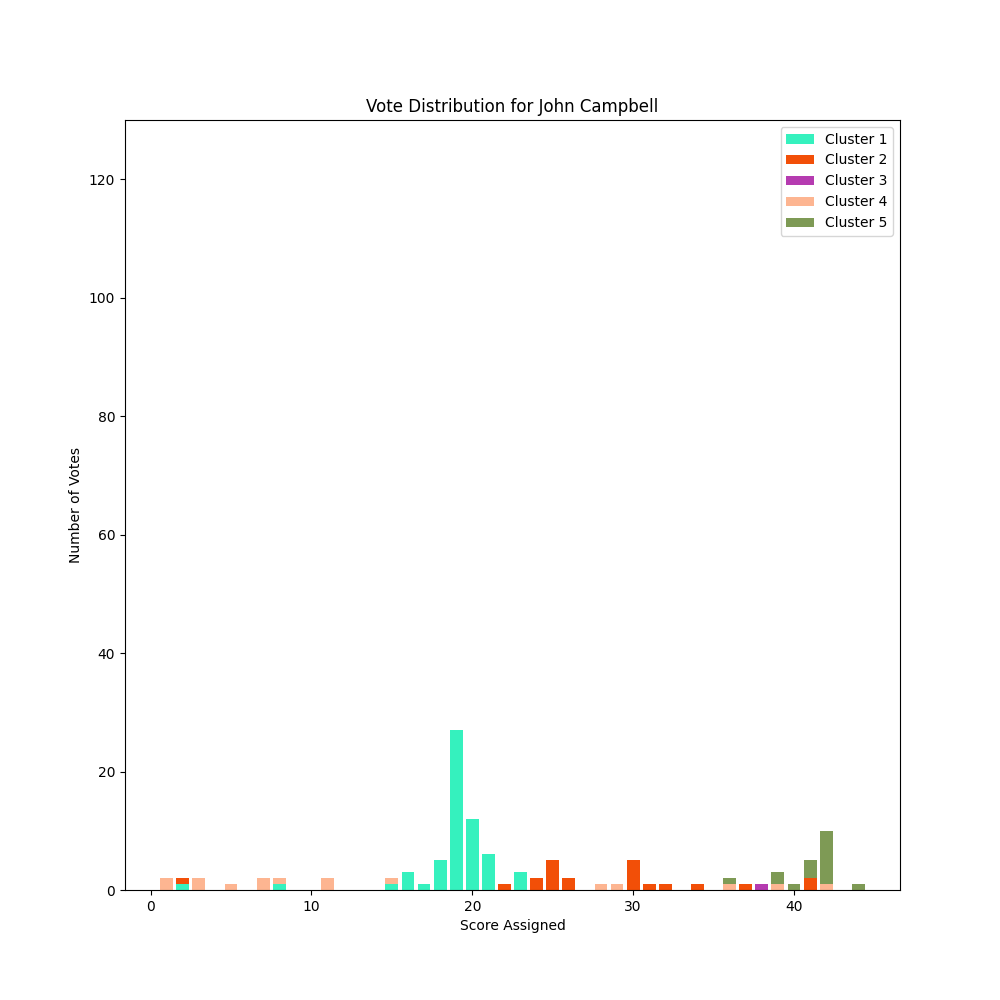 Vote Distribution for John Campbell
Cluster 1
Cluster 2
Cluster 3
Cluster 4
Cluster 5
120
100
80
60
40
20
0
Number of Votes
0 10 20 30 40
Score Assigned